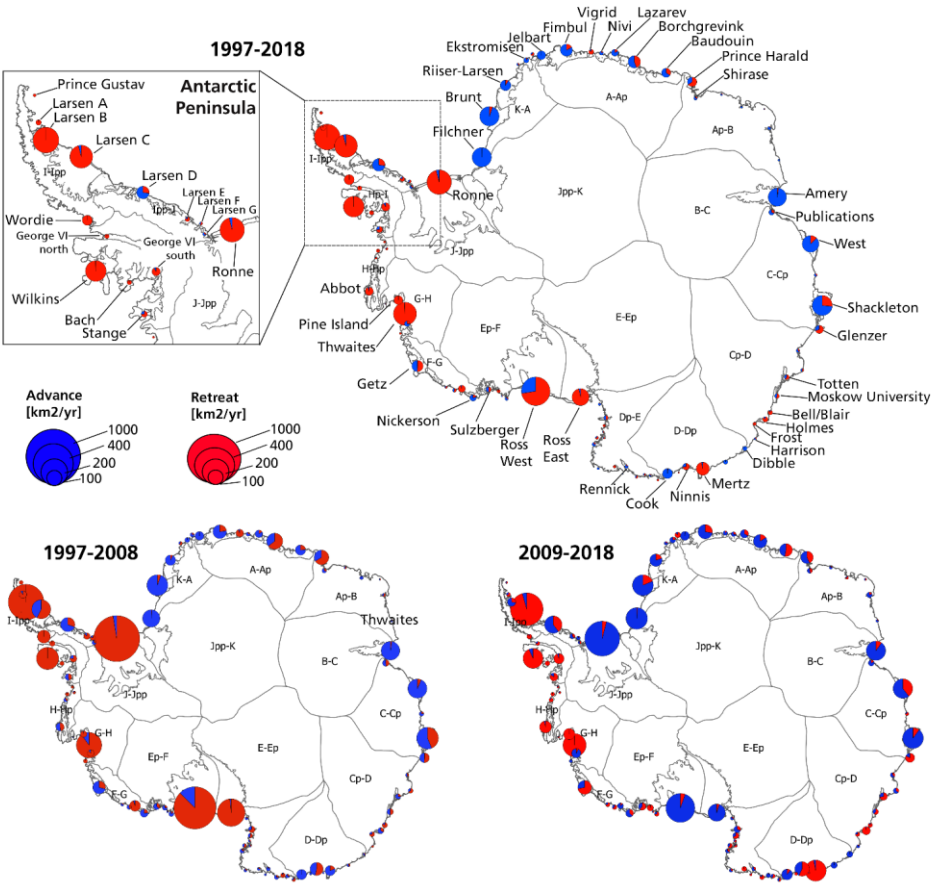 1997-2018
Vigrid
Lazarev
Fimbul
Nivi
Borchgrevink
Jelbart
Baudouin
Ekstromisen
Prince Harald
Riiser-Larsen
Shirase
Brunt
K-A
A-Ap
Filchner
Ap-B
I-Ipp
Jpp-K
Ronne
Hp-I
B-C
Amery
Publications
J-Jpp
West
H-Hp
C-Cp
Abbot
G-H
Pine Island
Shackleton
Thwaites
Ep-F
E-Ep
Glenzer
F-G
Cp-D
Getz
Totten
Moskow University
Nickerson
Bell/Blair
Sulzberger
Holmes
Dp-E
D-Dp
Frost
Ross
West
Ross
East
Harrison
Dibble
Rennick
Mertz
Cook
Ninnis
Antarctic
Peninsula
Prince Gustav
Larsen A
Larsen B
Larsen C
I-Ipp
Larsen D
Ipp-J
Larsen E
Larsen F
Larsen G
Wordie
George VI
north
George VI
south
Ronne
Wilkins
Bach
J-Jpp
Stange
Advance
[km2/yr]
1000
400
200
100
Retreat
[km2/yr]
1000
400
200
100
1997-2008
A-Ap
K-A
Ap-B
Thwaites
I-Ipp
Jpp-K
B-C
J-Jpp
H-Hp
C-Cp
G-H
Ep-F
E-Ep
Cp-D
F-G
D-Dp
2009-2018
A-Ap
K-A
Ap-B
I-Ipp
Jpp-K
B-C
J-Jpp
H-Hp
C-Cp
G-H
Ep-F
E-Ep
Cp-D
F-G
D-Dp